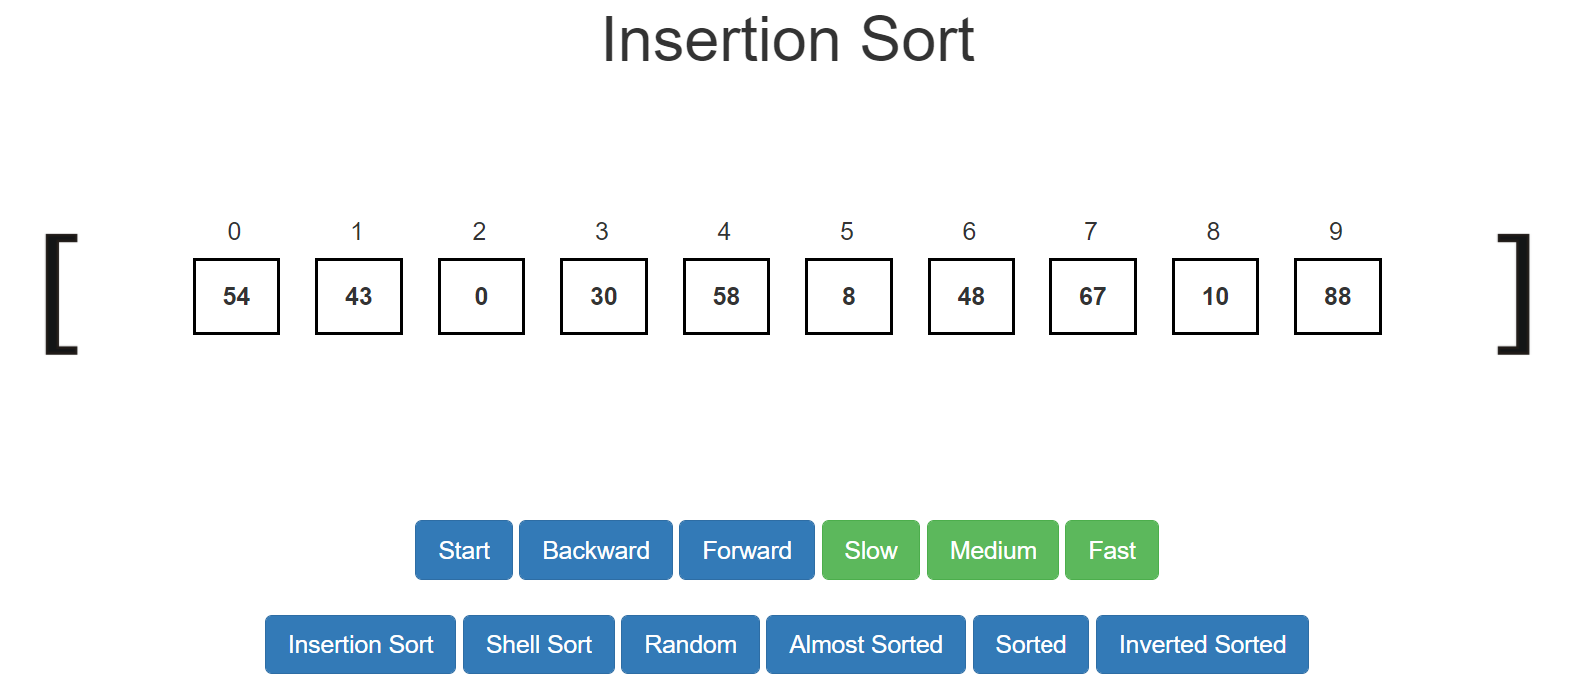 Insertion Sort
0 1 2 3 4 5 6 7 8 9
[ 54 43 0 30 58 8 48 67 10 88 ]
Start Backward Forward Slow Medium Fast
Insertion Sort Shell Sort Random Almost Sorted Sorted Inverted Sorted